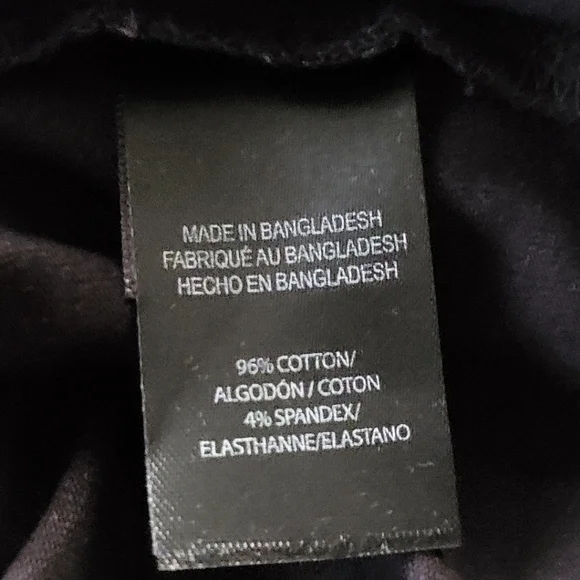 MADE IN BANGLADESH
FABRIQUÉ AU BANGLADESH
HECHO EN BANGLADESH
96% COTTON/
ALGODÓN / COTON
4% SPANDEX/
ELASTHANNE/ELASTANO